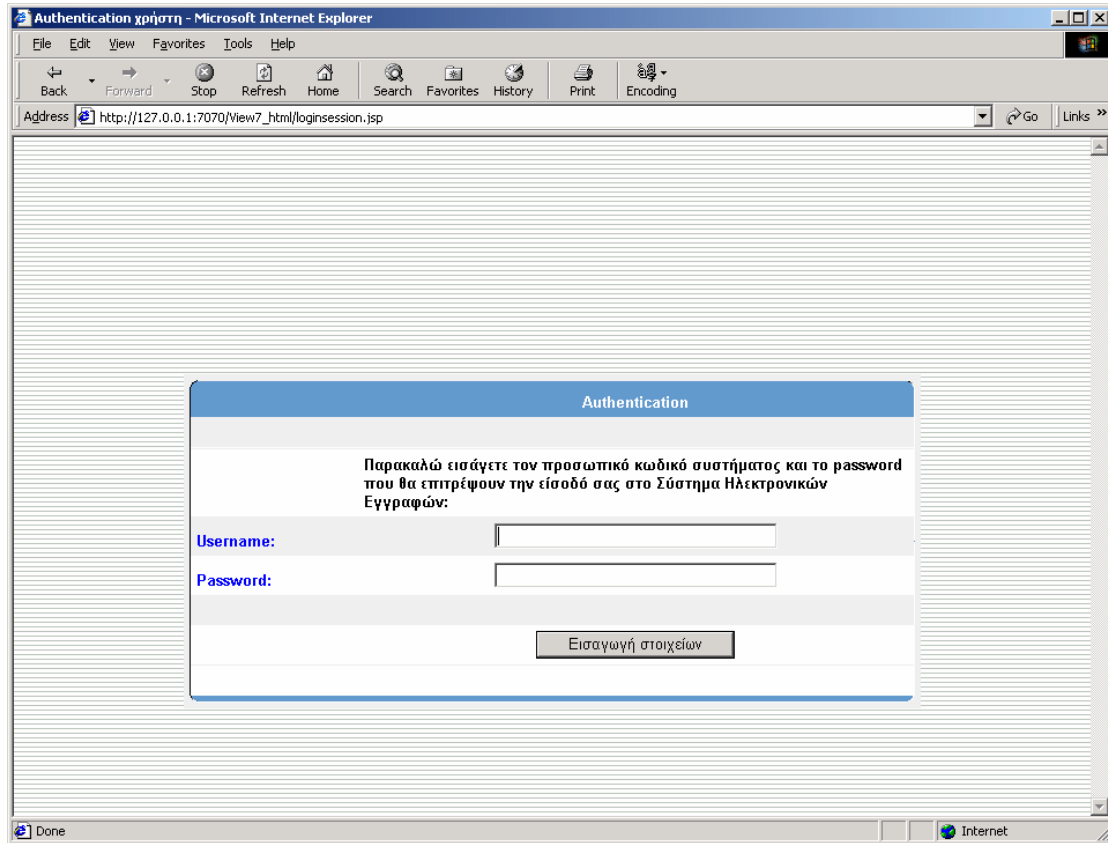 Authentication χρήστη - Microsoft Internet Explorer
File Edit View Favorites Tools Help
Back Forward Stop Refresh Home Search Favorites History Print Encoding
Address http://127.0.0.1:7070/View7_html/loginsession.jsp Go Links »
Authentication
Παρακαλώ εισάγετε τον προσωπικό κωδικό συστήματος και το password
που θα επιτρέψουν την είσοδό σας στο Σύστημα Ηλεκτρονικών
Εγγραφών:
Username:
Password:
Εισαγωγή στοιχείων
Done Internet